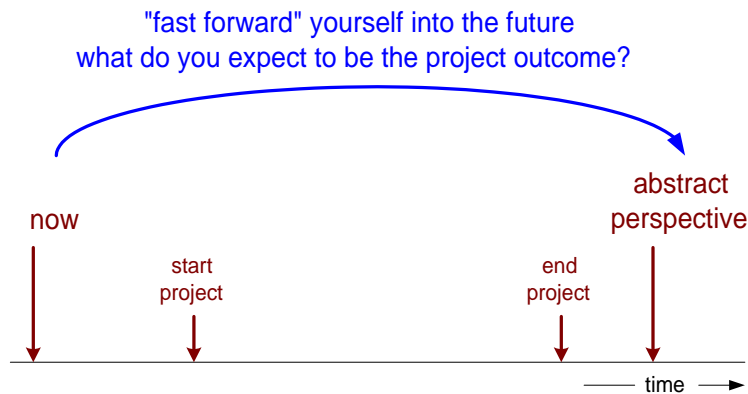 "fast forward" yourself into the future
what do you expect to be the project outcome?
abstract
perspective
now
start
project
end
project
time